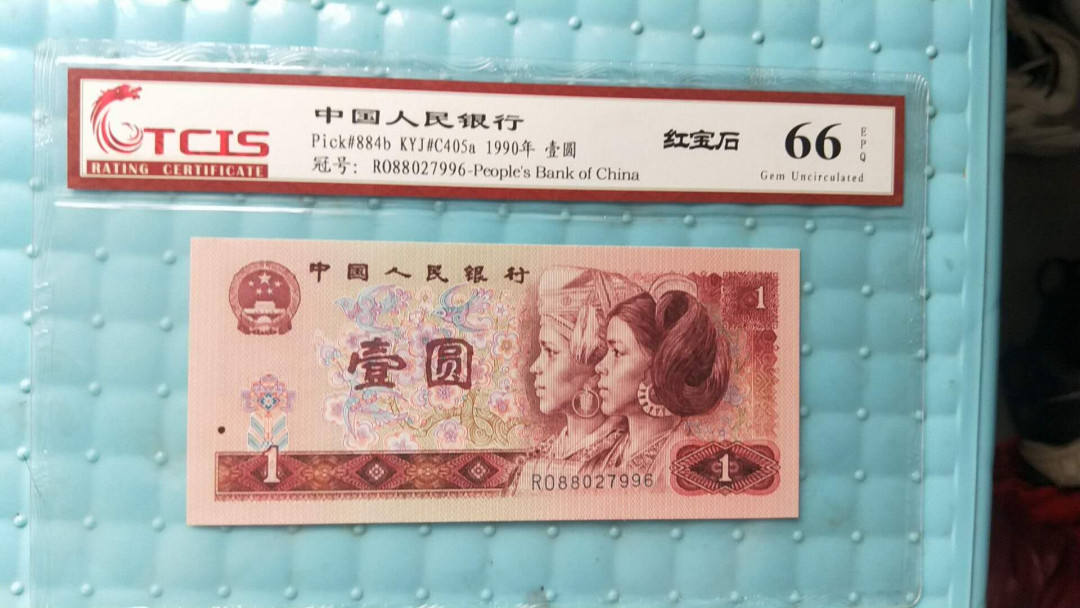 TCIS
RATING CERTIFICATE
中国人民银行
Pick#884b KYJ#C405a 1990年 壹圆
冠号: RO88027996-People's Bank of China
红宝石
66
EPQ
Gem Uncirculated
中国人民银行
1
壹圆
1
RO88027996
1